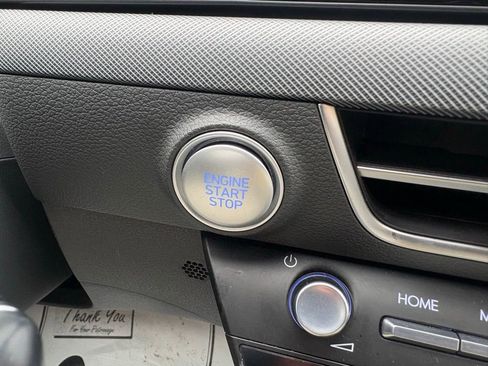 ENGINE
START
STOP
HOME
M
Thank You
For Your Patronage